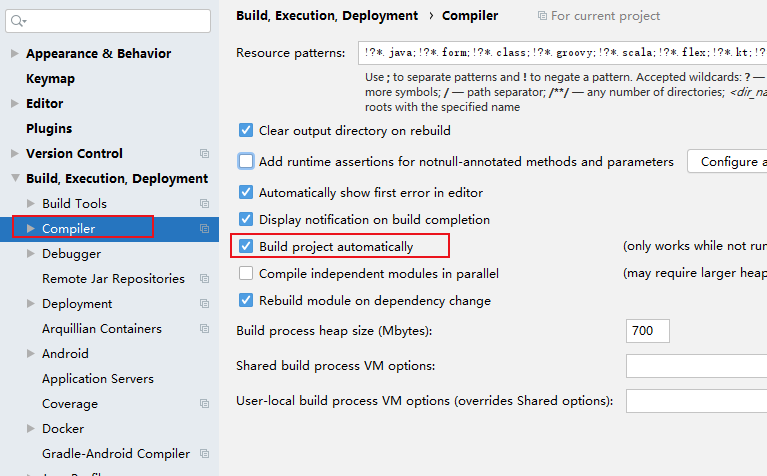 Appearance & Behavior
Keymap
Editor
Plugins
Version Control
Build, Execution, Deployment
Build Tools
Compiler
Debugger
Remote Jar Repositories
Deployment
Arquillian Containers
Android
Application Servers
Coverage
Docker
Gradle-Android Compiler
Build, Execution, Deployment › Compiler
For current project
Resource patterns: !?*.java;!?*.form;!?*.class;!?*.groovy;!?*.scala;!?*.flex;!?*.kt;!?
Use ; to separate patterns and ! to negate a pattern. Accepted wildcards: ? —
more symbols; / — path separator; /**/ — any number of directories; <dir_na
roots with the specified name
Clear output directory on rebuild
Add runtime assertions for notnull-annotated methods and parameters Configure a
Automatically show first error in editor
Display notification on build completion
Build project automatically (only works while not run
Compile independent modules in parallel (may require larger heap
Rebuild module on dependency change
Build process heap size (Mbytes): 700
Shared build process VM options:
User-local build process VM options (overrides Shared options):